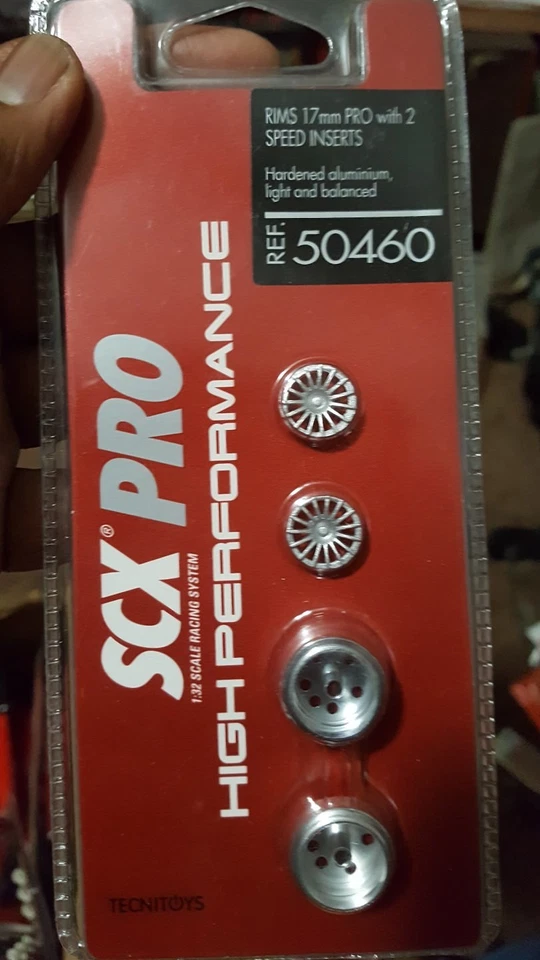 RIMS 17mm PRO with 2
SPEED INSERTS
Hardened aluminium,
light and balanced
REF. 50460
SCX® PRO
1:32 SCALE RACING SYSTEM
HIGH PERFORMANCE
TECNITOYS